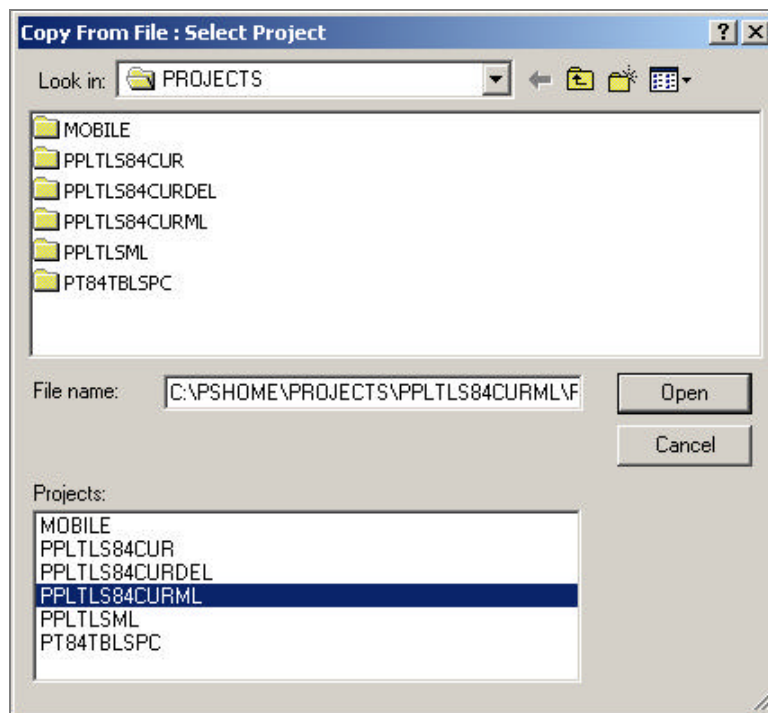 Copy From File : Select Project
Look in: PROJECTS
MOBILE
PPLTLS84CUR
PPLTLS84CURDEL
PPLTLS84CURML
PPLTLSML
PT84TBLSPC
File name: C:\PSHOME\PROJECTS\PPLTLS84CURML\F
Open
Cancel
Projects:
MOBILE
PPLTLS84CUR
PPLTLS84CURDEL
PPLTLS84CURML
PPLTLSML
PT84TBLSPC